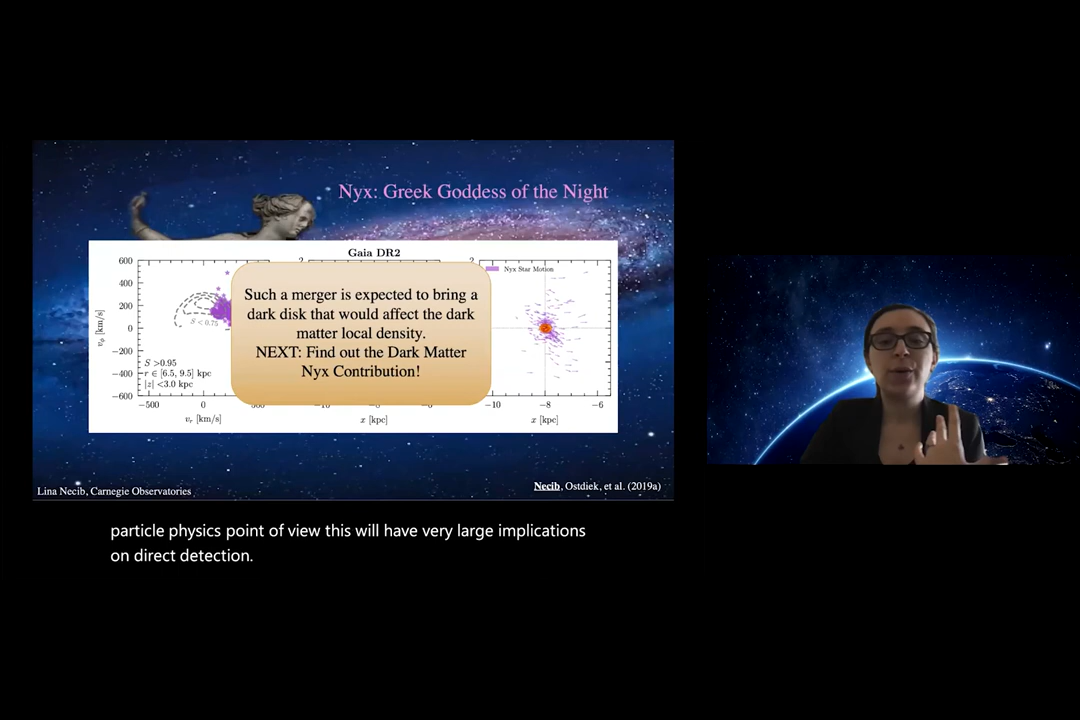 Nyx: Greek Goddess of the Night
Gaia DR2
600
400
200
0
−200
−400
−600
v_ϕ [km/s]
S < 0.75
S >0.95
r ∈ [6.5, 9.5] kpc
|z| <3.0 kpc
−500
0
v_r [km/s]
2
x [kpc]
2
Nyx Star Motion
−10
−8
−6
x [kpc]
Such a merger is expected to bring a
dark disk that would affect the dark
matter local density.
NEXT: Find out the Dark Matter
Nyx Contribution!
Lina Necib, Carnegie Observatories
Necib, Ostdiek, et al. (2019a)
particle physics point of view this will have very large implications
on direct detection.